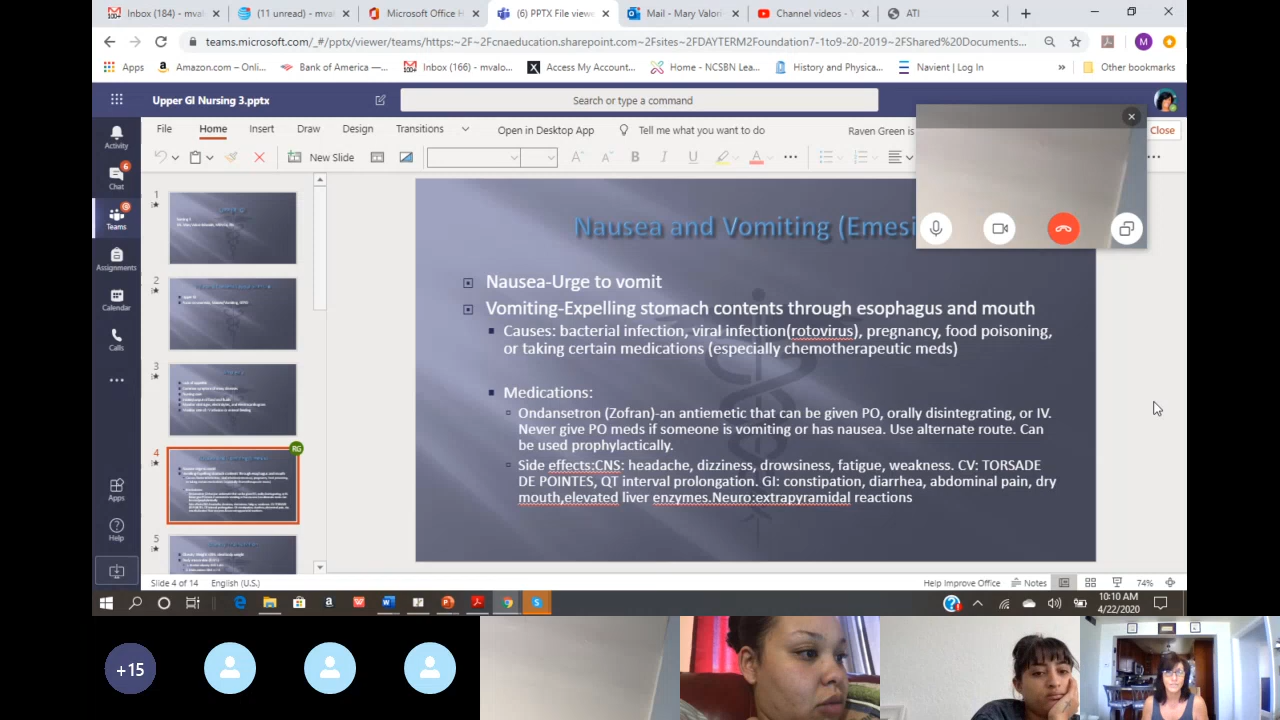 Inbox (184) - mval
(11 unread) - mva
Microsoft Office H
(6) PPTX File view
Mail - Mary Valori
Channel videos - Y
ATI
teams.microsoft.com/_#/pptx/viewer/teams/https:~2F~2Fcnaeducation.sharepoint.com~2Fsites~2FDAYTERM2Foundation7-1to9-20-2019~2FShared%20Documents...
M
Apps
Amazon.com – Onli...
Bank of America —...
Inbox (166) - mvalo...
Access My Account...
Home - NCSBN Lea...
History and Physica...
Navient | Log In
»
Other bookmarks
Upper GI Nursing 3.pptx
Search or type a command
File
Home
Insert
Draw
Design
Transitions
Open in Desktop App
Tell me what you want to do
Raven Green is
Close
New Slide
B
I
U
A
Activity
Chat
6
Teams
Assignments
Calendar
Calls
Apps
Help
1
2
3
4
RG
5
Nausea and Vomiting (Emesi
Nausea-Urge to vomit
Vomiting-Expelling stomach contents through esophagus and mouth
Causes: bacterial infection, viral infection(rotovirus), pregnancy, food poisoning,
or taking certain medications (especially chemotherapeutic meds)
Medications:
Ondansetron (Zofran)-an antiemetic that can be given PO, orally disintegrating, or IV.
Never give PO meds if someone is vomiting or has nausea. Use alternate route. Can
be used prophylactically.
Side effects:CNS: headache, dizziness, drowsiness, fatigue, weakness. CV: TORSADE
DE POINTES, QT interval prolongation. GI: constipation, diarrhea, abdominal pain, dry
mouth,elevated liver enzymes.Neuro:extrapyramidal reactions
Slide 4 of 14
English (U.S.)
Help Improve Office
Notes
74%
10:10 AM
4/22/2020
+15